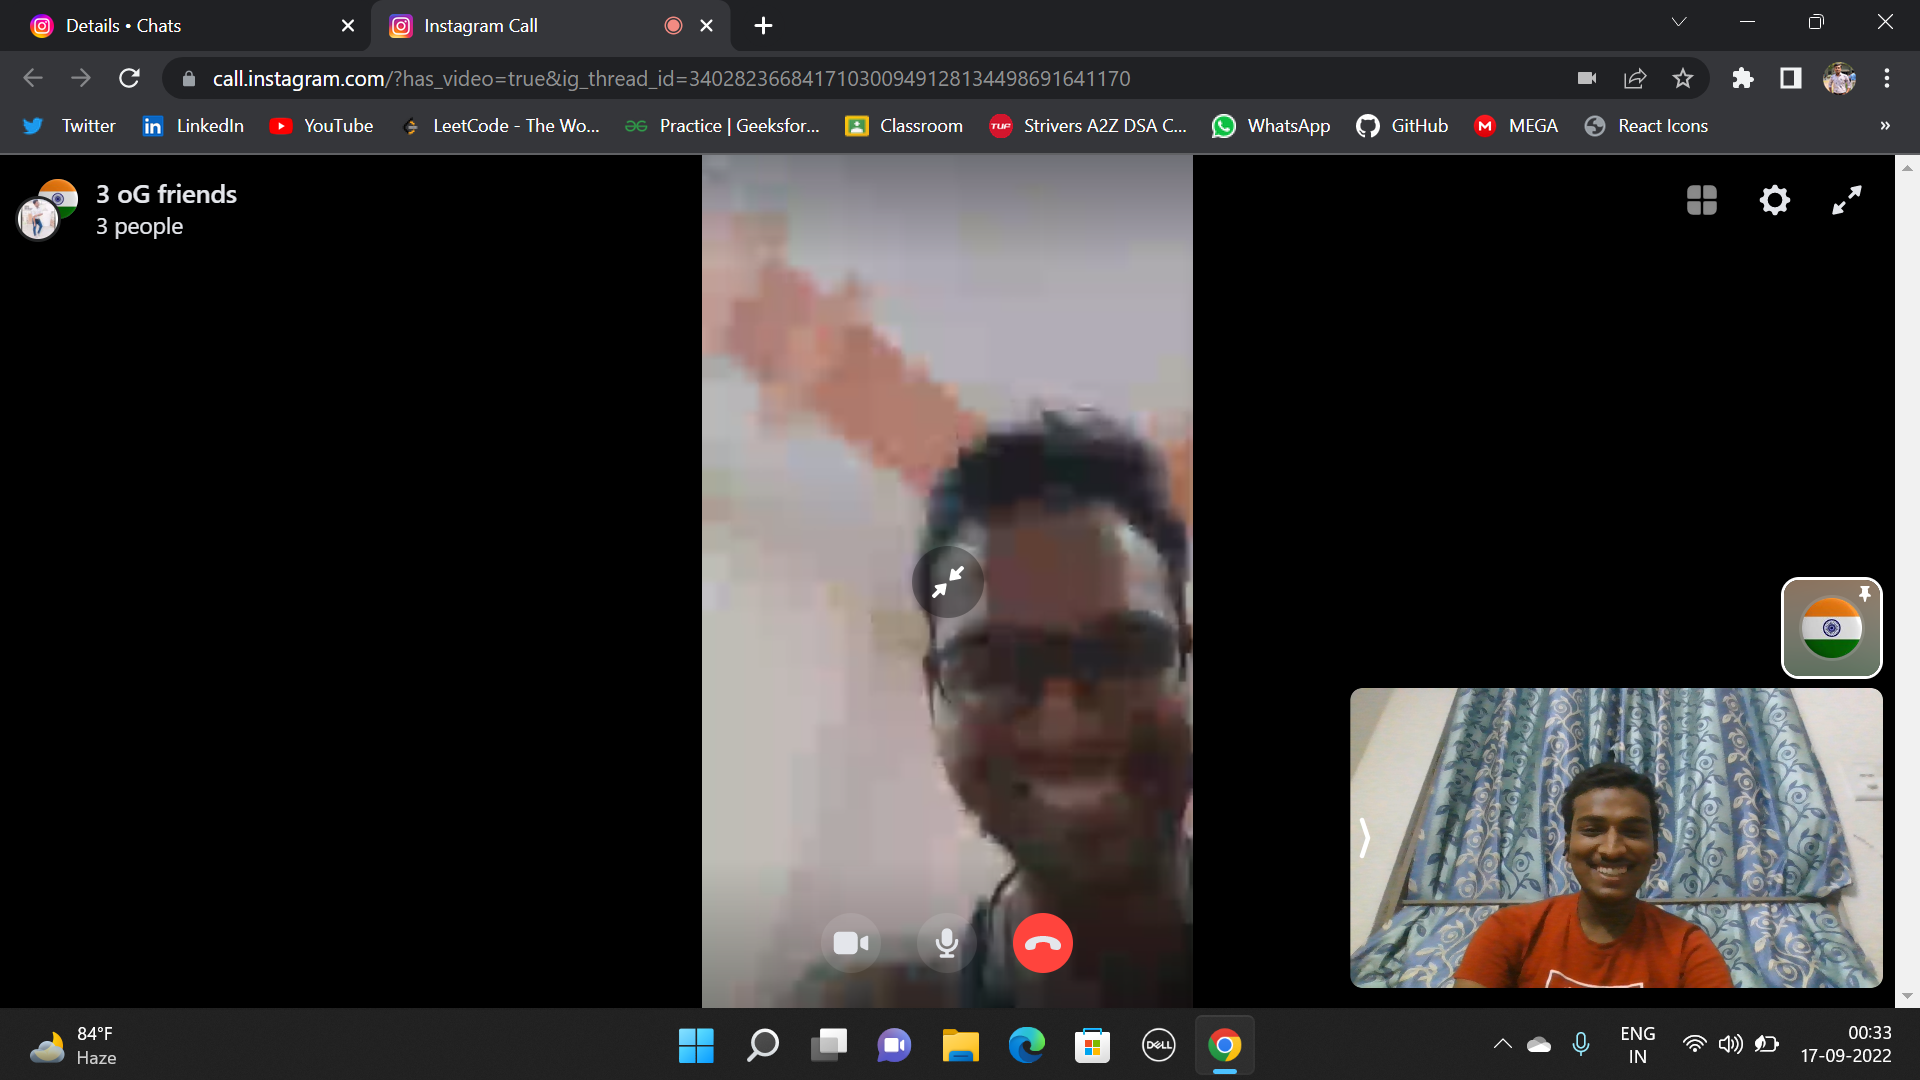 Details • Chats
Instagram Call
call.instagram.com/?has_video=true&ig_thread_id=340282366841710300949128134498691641170
Twitter
LinkedIn
YouTube
LeetCode - The Wo...
Practice | Geeksfor...
Classroom
TUF
Strivers A2Z DSA C...
WhatsApp
GitHub
M
MEGA
React Icons
»
3 oG friends
3 people
84°F
Haze
DELL
ENG
IN
00:33
17-09-2022